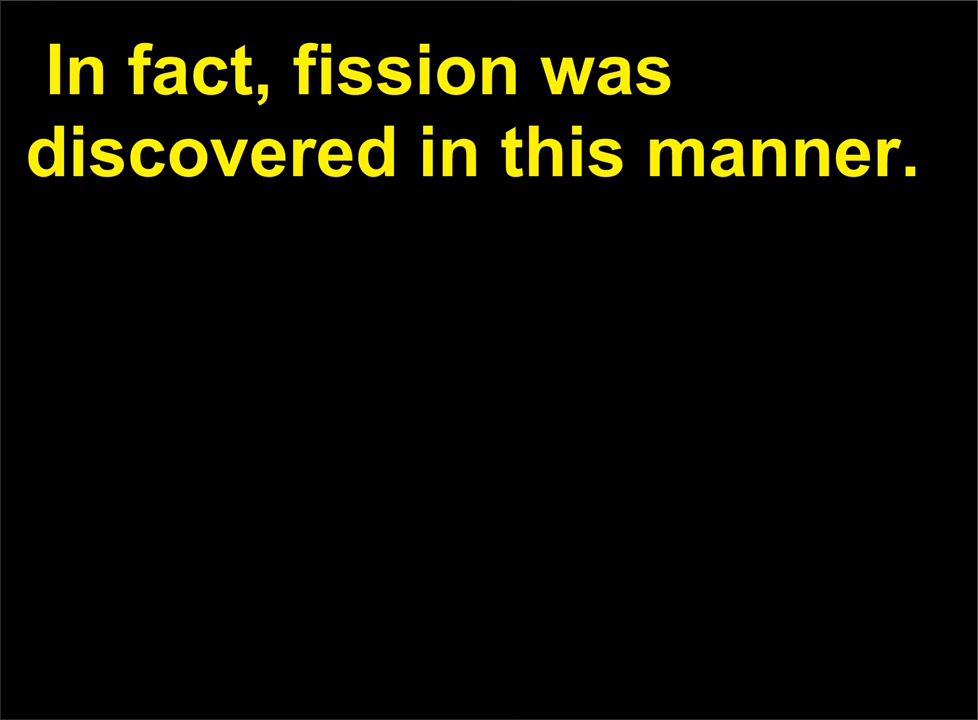 In fact, fission was
discovered in this manner.